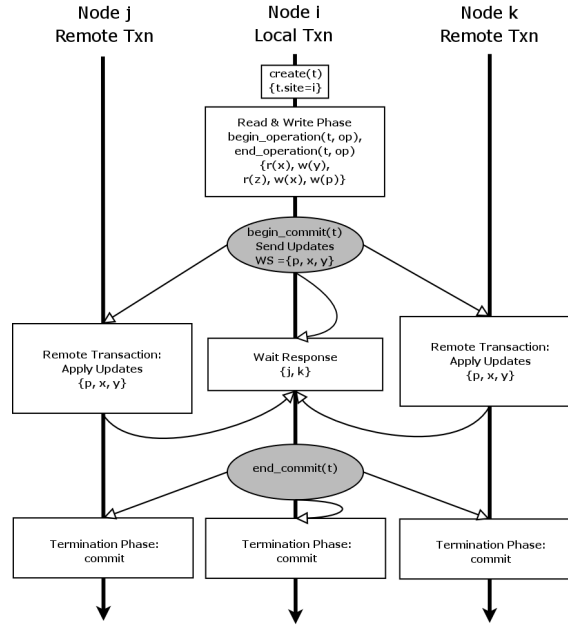 Node j
Remote Txn
Node i
Local Txn
Node k
Remote Txn
create(t)
{t.site=i}
Read & Write Phase
begin_operation(t, op),
end_operation(t, op)
{r(x), w(y),
r(z), w(x), w(p)}
begin_commit(t)
Send Updates
WS ={p, x, y}
Remote Transaction:
Apply Updates
{p, x, y}
Wait Response
{j, k}
Remote Transaction:
Apply Updates
{p, x, y}
end_commit(t)
Termination Phase:
commit
Termination Phase:
commit
Termination Phase:
commit